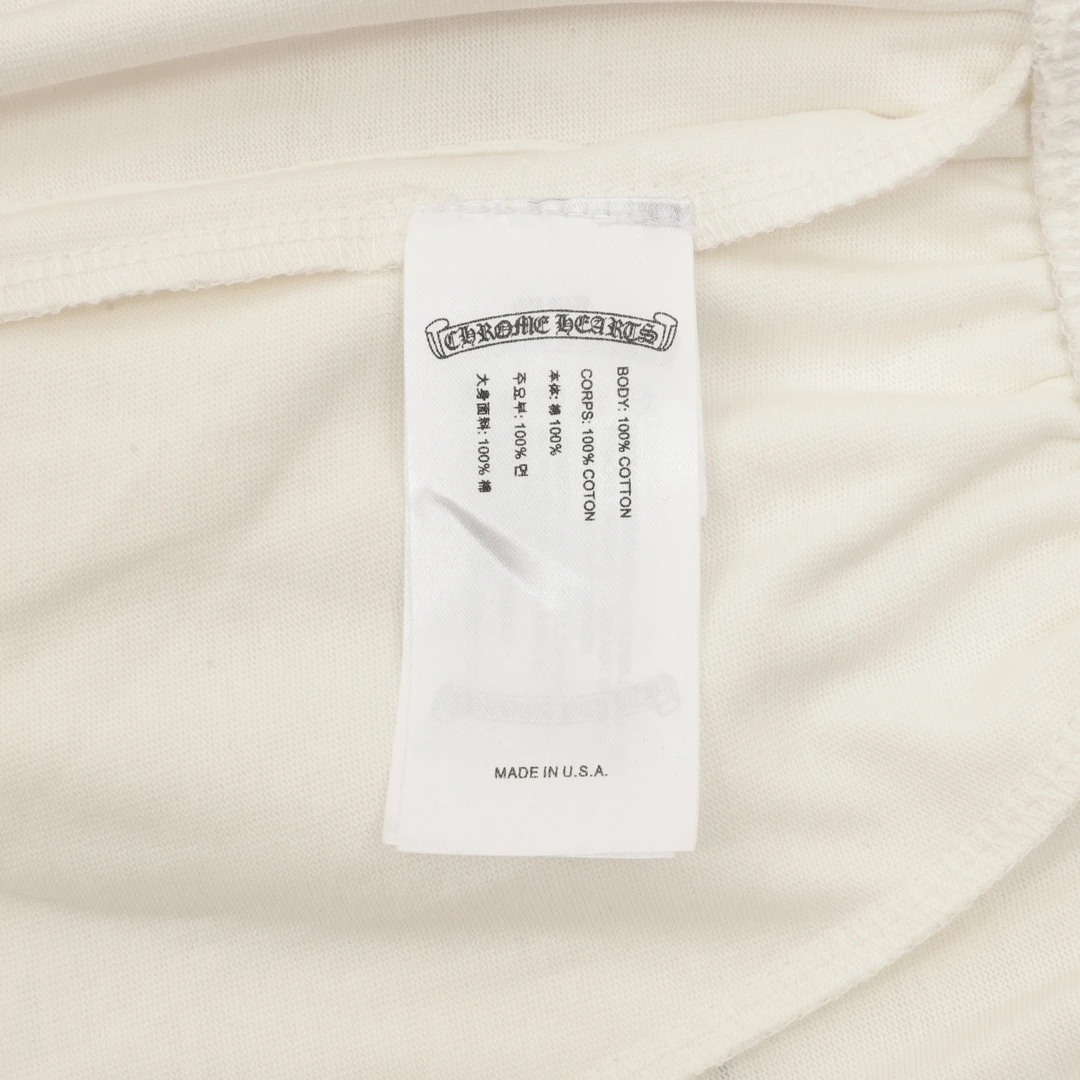 CHROME HEARTS
BODY: 100% COTTON
CORPS: 100% COTON
本体: 綿 100%
주요부: 100% 면
大身面料: 100% 棉
MADE IN U.S.A.